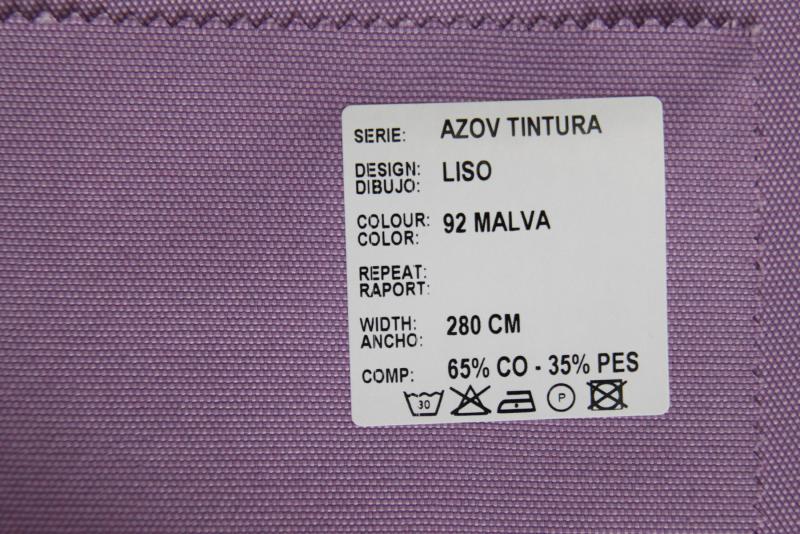 SERIE: AZOV TINTURA
DESIGN: LISO
DIBUJO:
COLOUR: 92 MALVA
COLOR:
REPEAT:
RAPORT:
WIDTH: 280 CM
ANCHO:
COMP: 65% CO - 35% PES
30 P